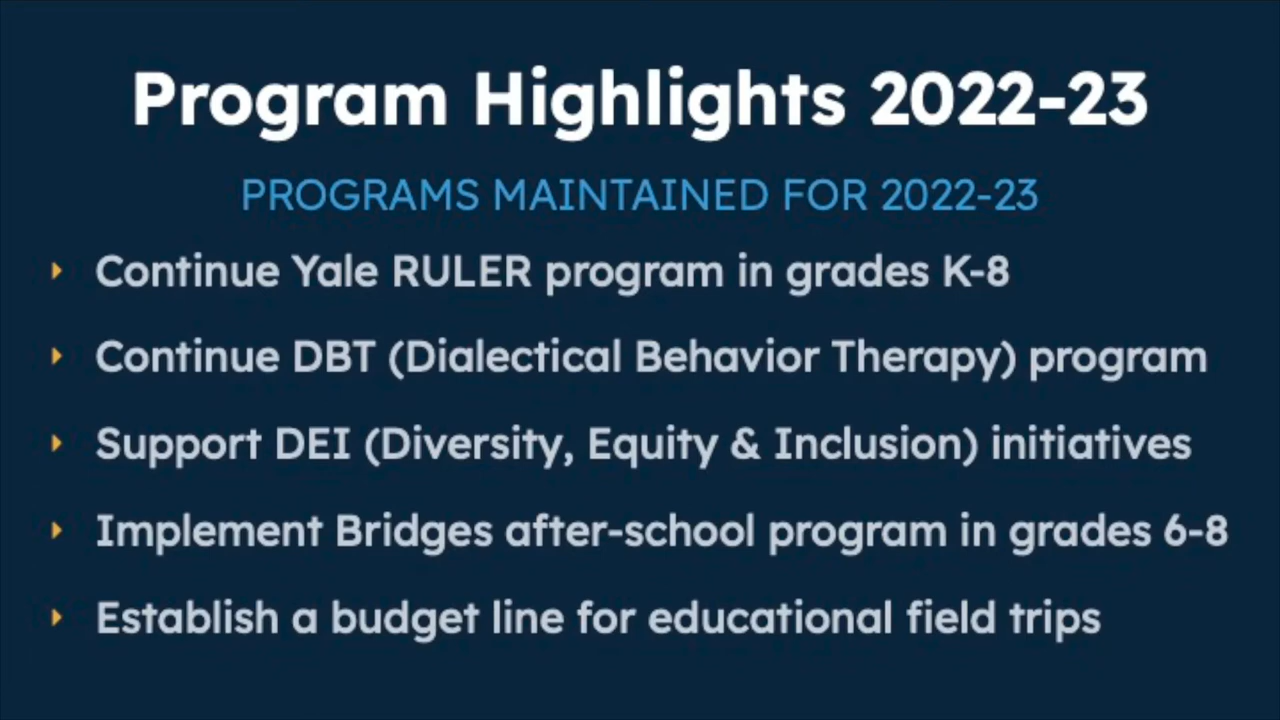 Program Highlights 2022-23
PROGRAMS MAINTAINED FOR 2022-23
Continue Yale RULER program in grades K-8
Continue DBT (Dialectical Behavior Therapy) program
Support DEI (Diversity, Equity & Inclusion) initiatives
Implement Bridges after-school program in grades 6-8
Establish a budget line for educational field trips